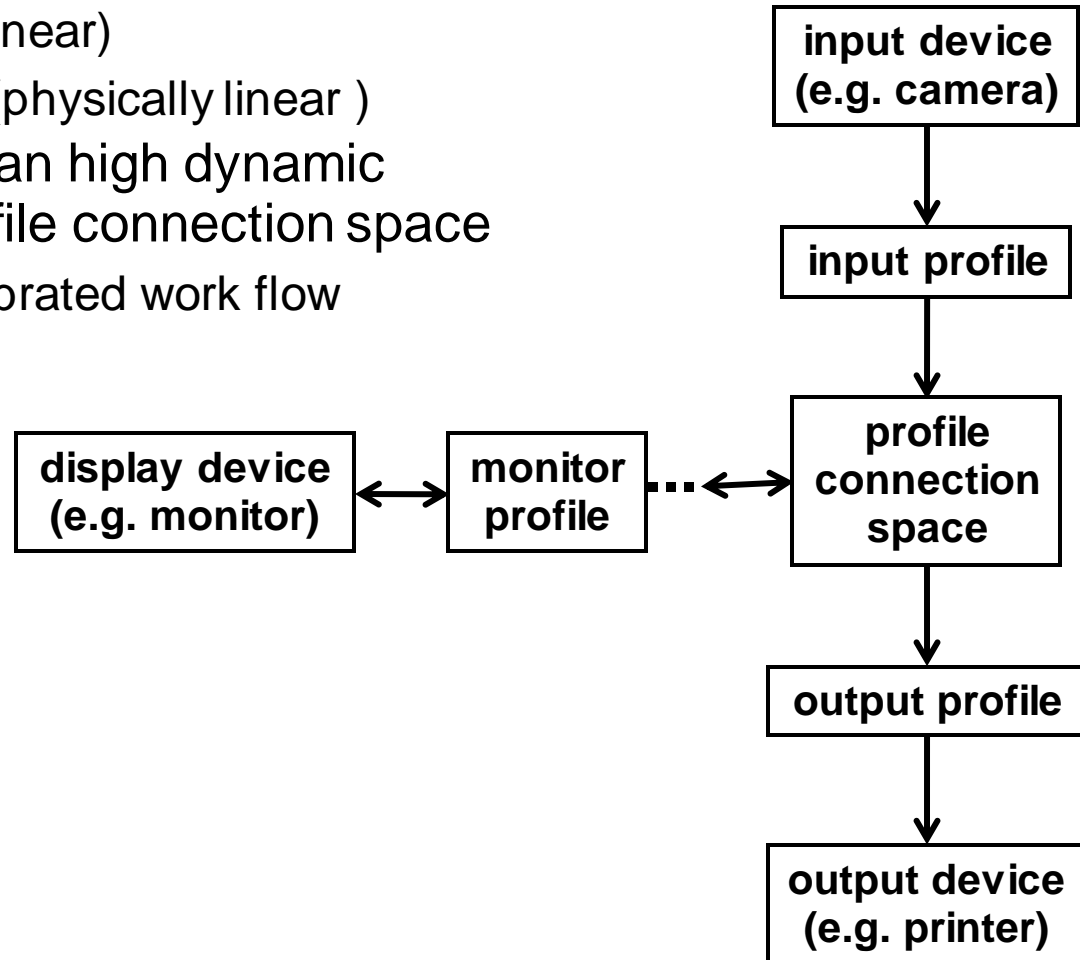 near)
physically linear )
an high dynamic
file connection space
brated work flow
input device
(e.g. camera)
input profile
profile
connection
space
display device
(e.g. monitor)
monitor
profile
output profile
output device
(e.g. printer)